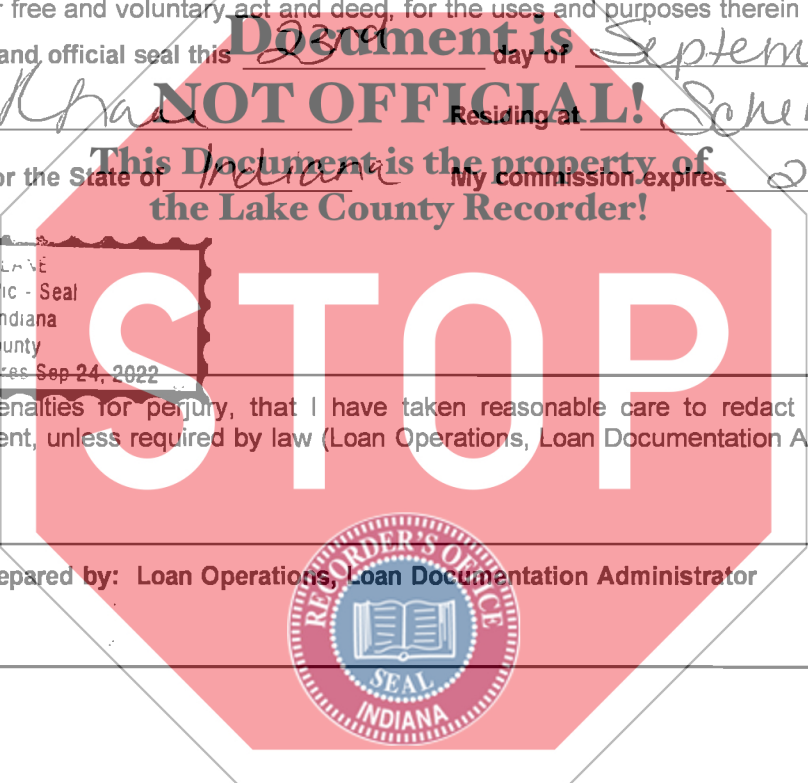 free and voluntary act and deed, for the uses and purposes therein
Document is
and official seal this 23rd day of Septem
NOT OFFICIAL!
Residing at Scher
This Document is the property of
or the State of Indiana My commission expires 2
the Lake County Recorder!
ic - Seal
ndiana
unty
res Sep 24, 2022
STOP
enalties for perjury, that I have taken reasonable care to redact
ent, unless required by law (Loan Operations, Loan Documentation A
RECORDER'S OFFICE
epared by: Loan Operations, Loan Documentation Administrator
SEAL
INDIANA